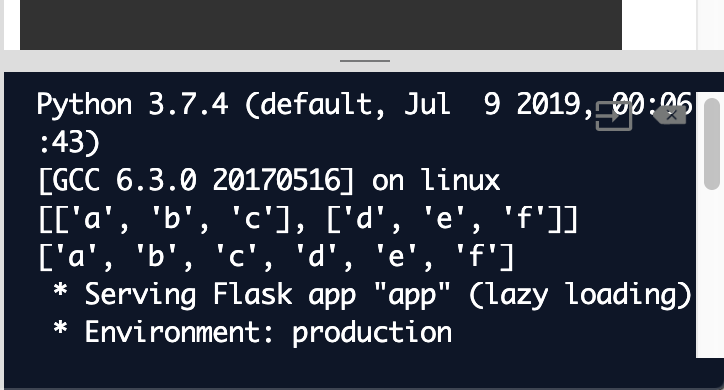 Python 3.7.4 (default, Jul  9 2019, 00:06
:43)
[GCC 6.3.0 20170516] on linux
[['a', 'b', 'c'], ['d', 'e', 'f']]
['a', 'b', 'c', 'd', 'e', 'f']
 * Serving Flask app "app" (lazy loading)
 * Environment: production